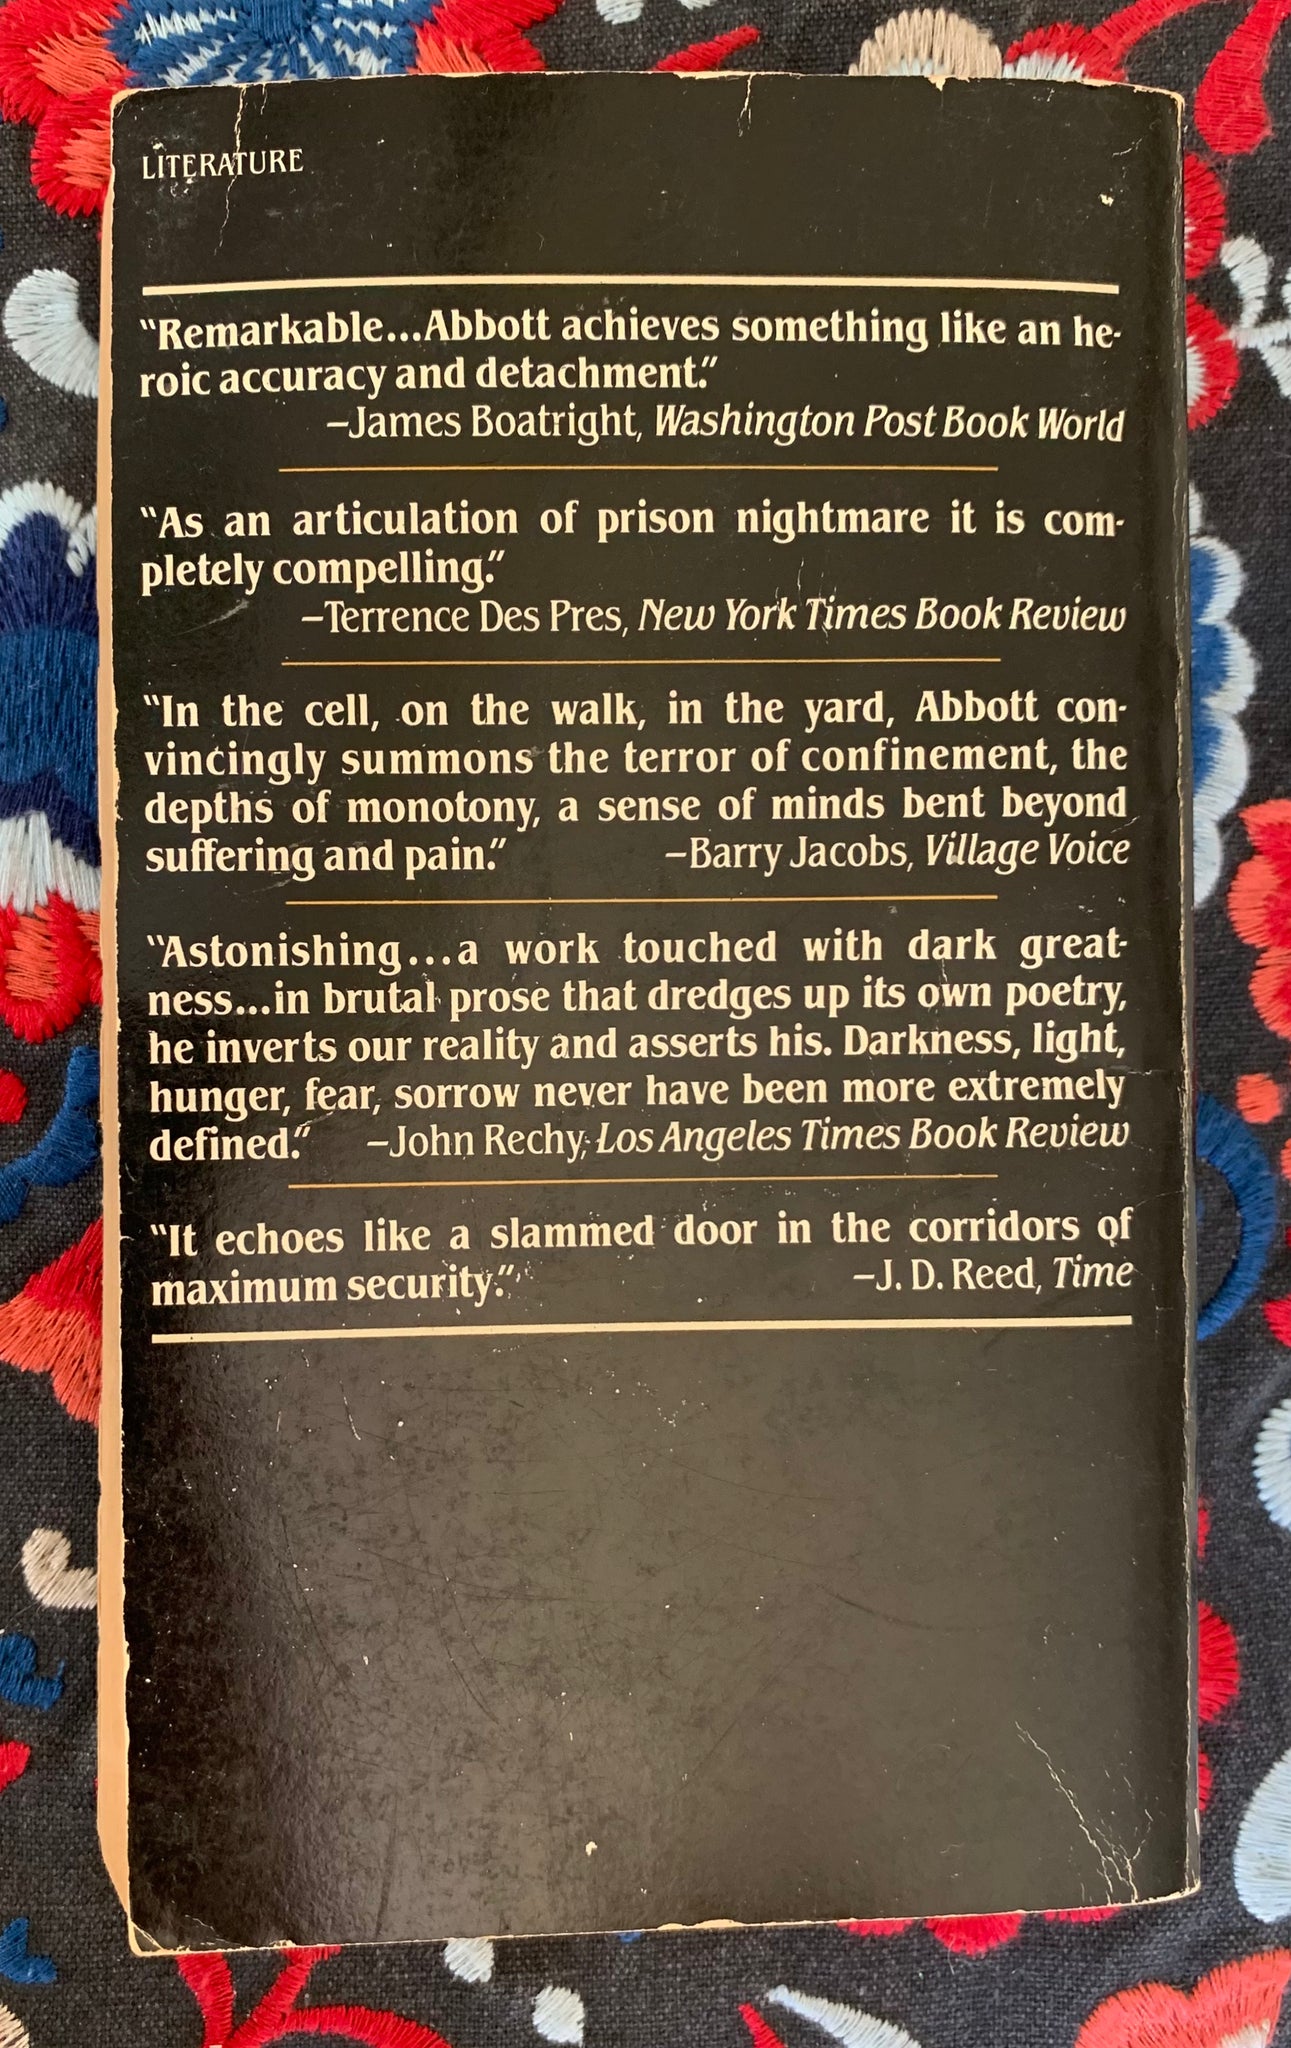 LITERATURE
"Remarkable...Abbott achieves something like an he-
roic accuracy and detachment."
–James Boatright, Washington Post Book World
"As an articulation of prison nightmare it is com-
pletely compelling."
–Terrence Des Pres, New York Times Book Review
"In the cell, on the walk, in the yard, Abbott con-
vincingly summons the terror of confinement, the
depths of monotony, a sense of minds bent beyond
suffering and pain." –Barry Jacobs, Village Voice
"Astonishing...a work touched with dark great-
ness...in brutal prose that dredges up its own poetry,
he inverts our reality and asserts his. Darkness, light,
hunger, fear, sorrow never have been more extremely
defined." –John Rechy, Los Angeles Times Book Review
"It echoes like a slammed door in the corridors of
maximum security." –J. D. Reed, Time